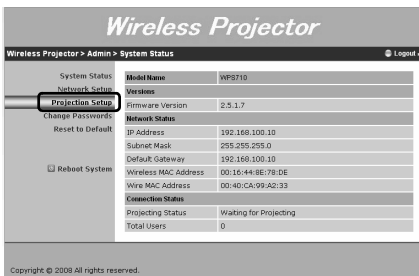 Wireless Projector
Wireless Projector > Admin > System Status
Logout
System Status
Network Setup
Projection Setup
Change Passwords
Reset to Default
Reboot System
Model Name WPS710
Versions
Firmware Version 2.5.1.7
Network Status
IP Address 192.168.100.10
Subnet Mask 255.255.255.0
Default Gateway 192.168.100.10
Wireless MAC Address 00:16:44:8E:78:DE
Wire MAC Address 00:40:CA:99:A2:33
Connection Status
Projecting Status Waiting for Projecting
Total Users 0
Copyright © 2008 All rights reserved.